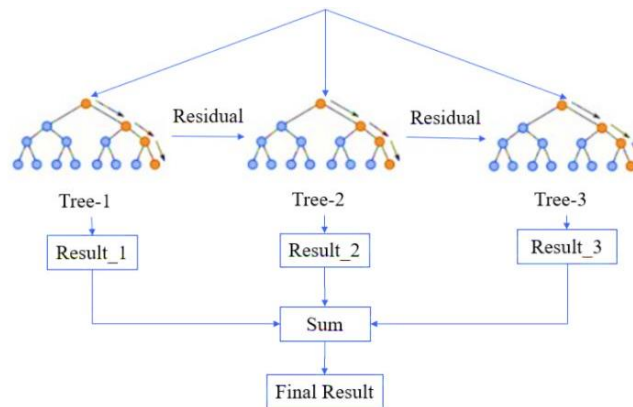 Residual
Residual
Tree-1
Tree-2
Tree-3
Result_1
Result_2
Result_3
Sum
Final Result